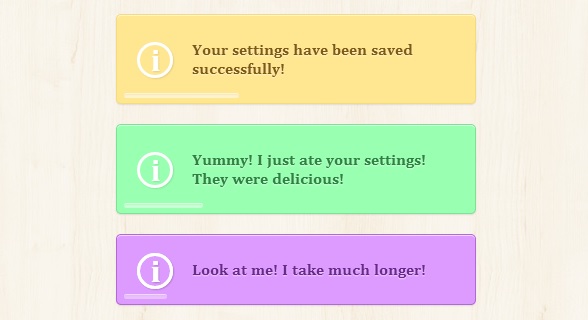 Your settings have been saved
successfully!
Yummy! I just ate your settings!
They were delicious!
Look at me! I take much longer!